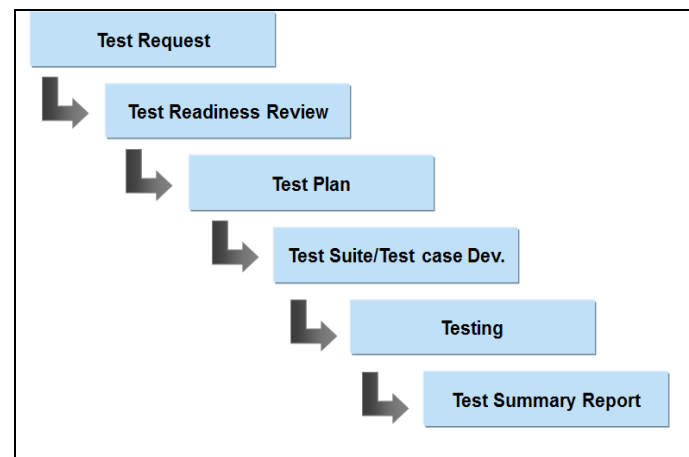 Test Request
Test Readiness Review
Test Plan
Test Suite/Test case Dev.
Testing
Test Summary Report